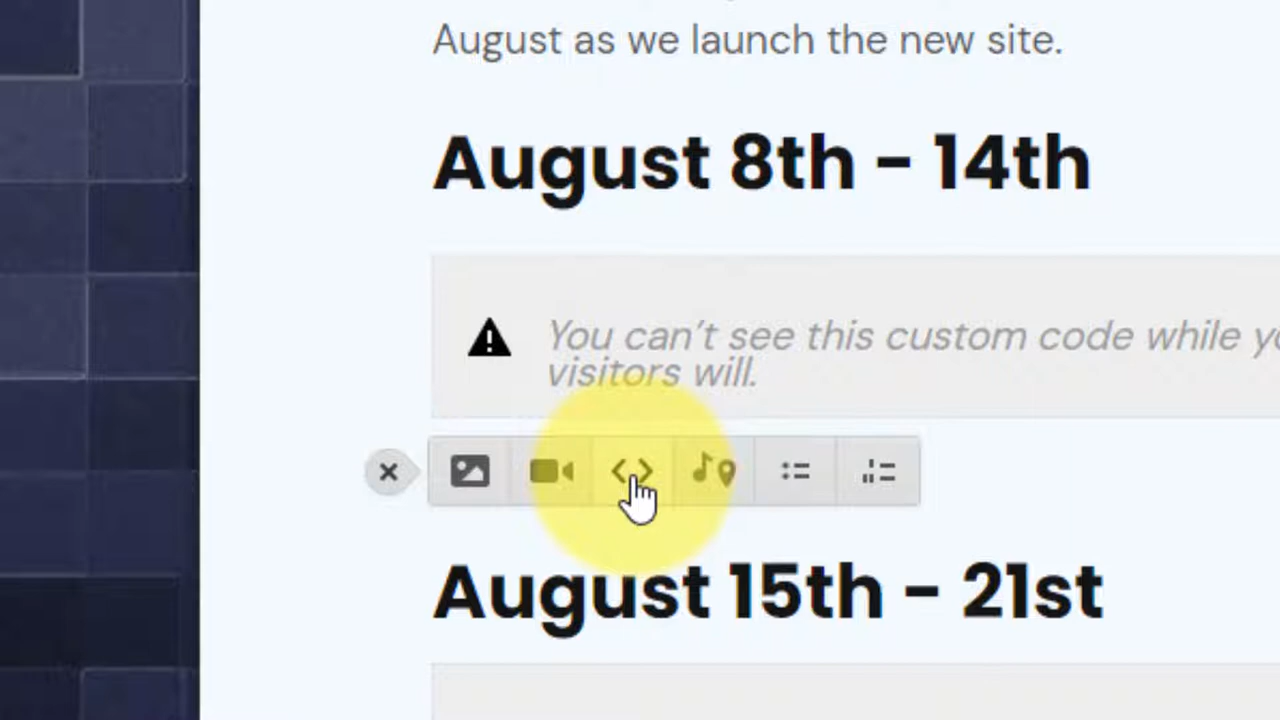 August as we launch the new site.
August 8th - 14th
You can't see this custom code while
visitors will.
August 15th - 21st